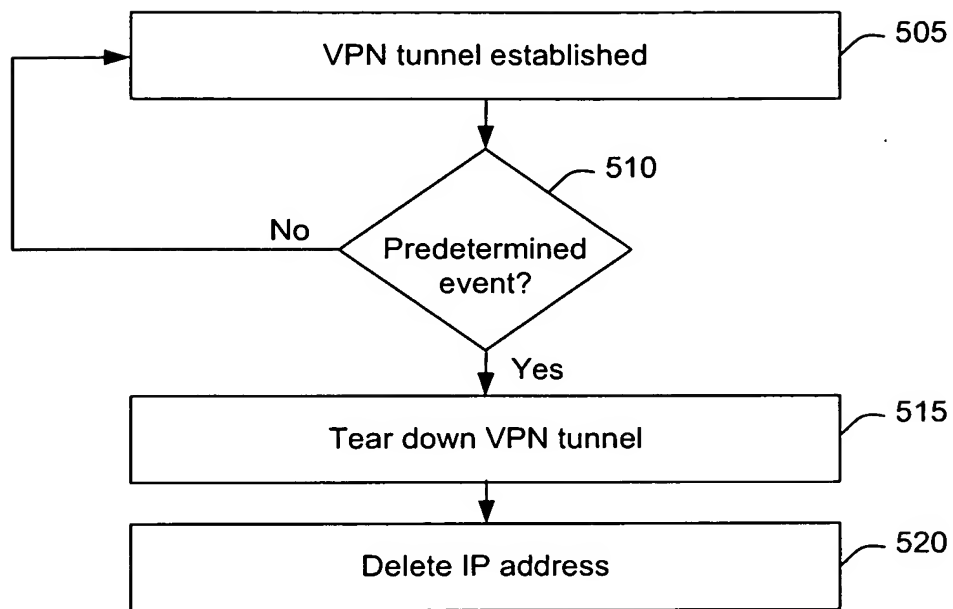 VPN tunnel established
505
510
No
Predetermined
event?
Yes
Tear down VPN tunnel
515
Delete IP address
520